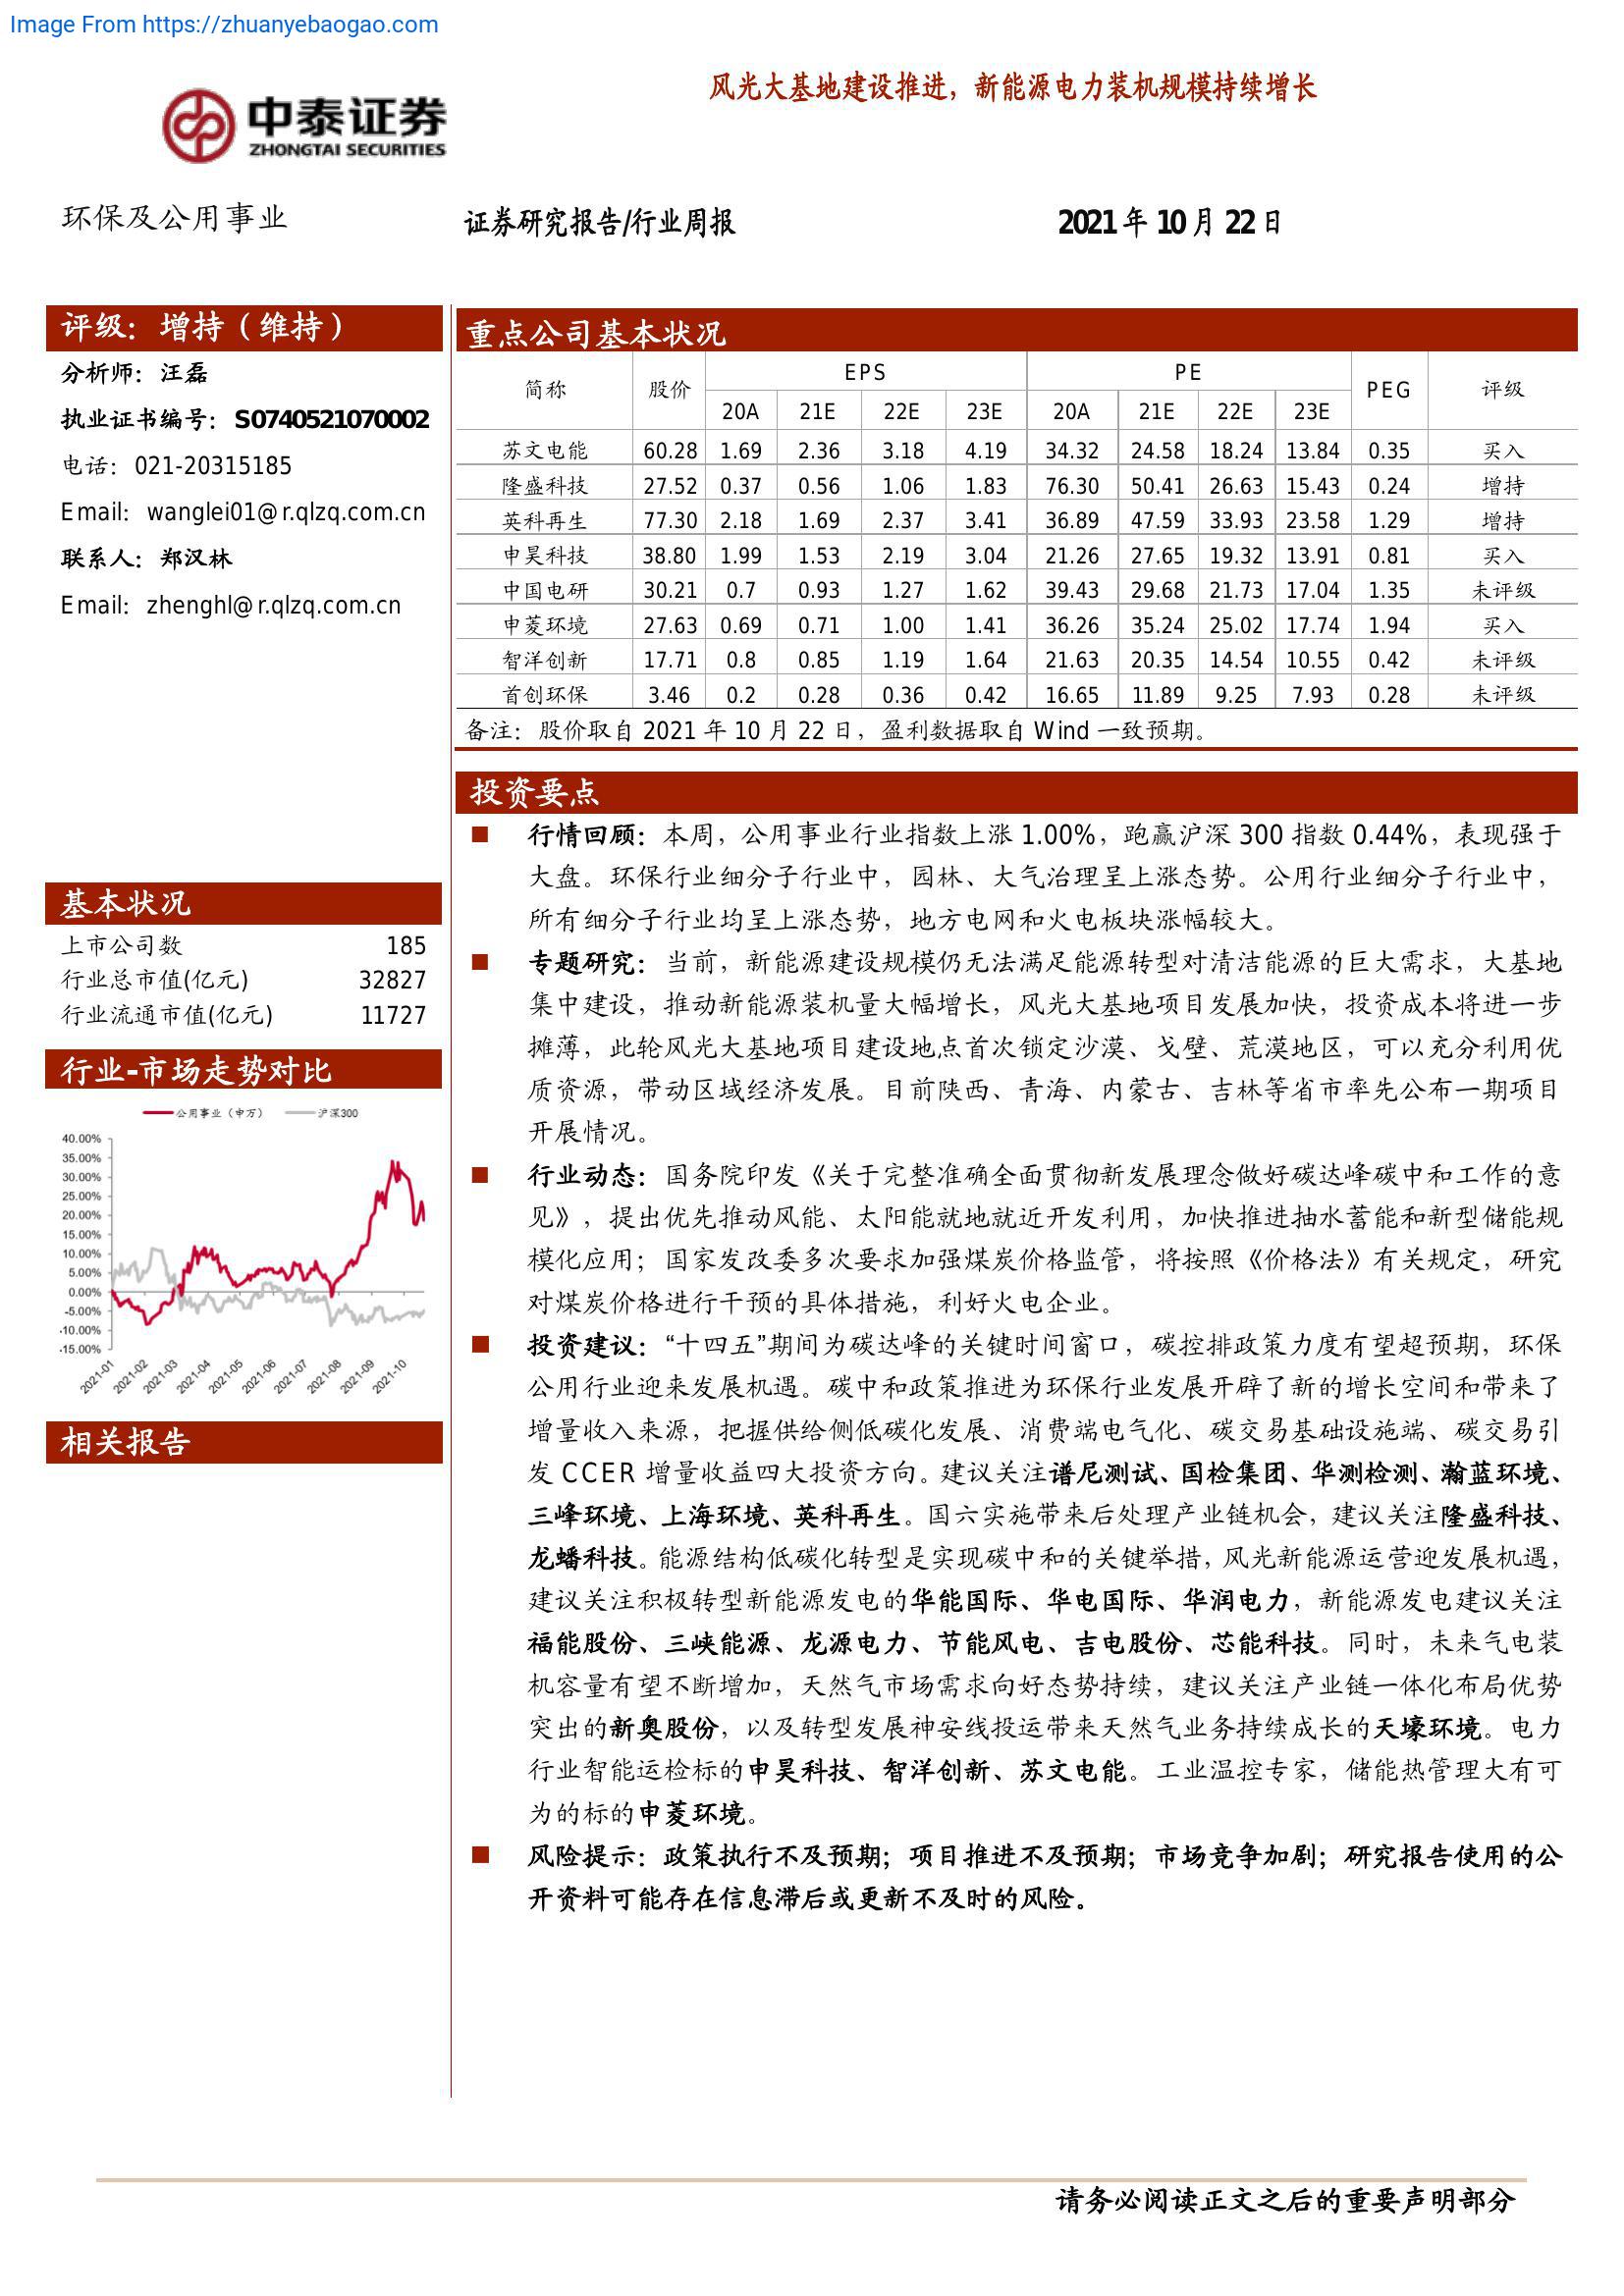 Image From https://zhuanyebaogao.com
风光大基地建设推进，新能源电力装机规模持续增长
中泰证券
ZHONGTAI SECURITIES
环保及公用事业
证券研究报告/行业周报
2021 年 10 月 22 日
评级：增持（维持）
分析师：汪磊
执业证书编号：S0740521070002
电话：021-20315185
Email：wanglei01@r.qlzq.com.cn
联系人：郑汉林
Email：zhenghl@r.qlzq.com.cn
基本状况
上市公司数 185
行业总市值(亿元) 32827
行业流通市值(亿元) 11727
行业-市场走势对比
公用事业（申万） 沪深300
40.00%
35.00%
30.00%
25.00%
20.00%
15.00%
10.00%
5.00%
0.00%
-5.00%
-10.00%
-15.00%
2021-01 2021-02 2021-03 2021-04 2021-05 2021-06 2021-07 2021-08 2021-09 2021-10
相关报告
重点公司基本状况
简称 股价 EPS PE PEG 评级
20A 21E 22E 23E 20A 21E 22E 23E
苏文电能 60.28 1.69 2.36 3.18 4.19 34.32 24.58 18.24 13.84 0.35 买入
隆盛科技 27.52 0.37 0.56 1.06 1.83 76.30 50.41 26.63 15.43 0.24 增持
英科再生 77.30 2.18 1.69 2.37 3.41 36.89 47.59 33.93 23.58 1.29 增持
申昊科技 38.80 1.99 1.53 2.19 3.04 21.26 27.65 19.32 13.91 0.81 买入
中国电研 30.21 0.7 0.93 1.27 1.62 39.43 29.68 21.73 17.04 1.35 未评级
申菱环境 27.63 0.69 0.71 1.00 1.41 36.26 35.24 25.02 17.74 1.94 买入
智洋创新 17.71 0.8 0.85 1.19 1.64 21.63 20.35 14.54 10.55 0.42 未评级
首创环保 3.46 0.2 0.28 0.36 0.42 16.65 11.89 9.25 7.93 0.28 未评级
备注：股价取自 2021 年 10 月 22 日，盈利数据取自 Wind 一致预期。
投资要点
行情回顾：本周，公用事业行业指数上涨 1.00%，跑赢沪深 300 指数 0.44%，表现强于
大盘。环保行业细分子行业中，园林、大气治理呈上涨态势。公用行业细分子行业中，
所有细分子行业均呈上涨态势，地方电网和火电板块涨幅较大。
专题研究：当前，新能源建设规模仍无法满足能源转型对清洁能源的巨大需求，大基地
集中建设，推动新能源装机量大幅增长，风光大基地项目发展加快，投资成本将进一步
摊薄，此轮风光大基地项目建设地点首次锁定沙漠、戈壁、荒漠地区，可以充分利用优
质资源，带动区域经济发展。目前陕西、青海、内蒙古、吉林等省市率先公布一期项目
开展情况。
行业动态：国务院印发《关于完整准确全面贯彻新发展理念做好碳达峰碳中和工作的意
见》，提出优先推动风能、太阳能就地就近开发利用，加快推进抽水蓄能和新型储能规
模化应用；国家发改委多次要求加强煤炭价格监管，将按照《价格法》有关规定，研究
对煤炭价格进行干预的具体措施，利好火电企业。
投资建议：“十四五”期间为碳达峰的关键时间窗口，碳控排政策力度有望超预期，环保
公用行业迎来发展机遇。碳中和政策推进为环保行业发展开辟了新的增长空间和带来了
增量收入来源，把握供给侧低碳化发展、消费端电气化、碳交易基础设施端、碳交易引
发 CCER 增量收益四大投资方向。建议关注谱尼测试、国检集团、华测检测、瀚蓝环境、
三峰环境、上海环境、英科再生。国六实施带来后处理产业链机会，建议关注隆盛科技、
龙蟠科技。能源结构低碳化转型是实现碳中和的关键举措，风光新能源运营迎发展机遇，
建议关注积极转型新能源发电的华能国际、华电国际、华润电力，新能源发电建议关注
福能股份、三峡能源、龙源电力、节能风电、吉电股份、芯能科技。同时，未来气电装
机容量有望不断增加，天然气市场需求向好态势持续，建议关注产业链一体化布局优势
突出的新奥股份，以及转型发展神安线投运带来天然气业务持续成长的天壕环境。电力
行业智能运检标的申昊科技、智洋创新、苏文电能。工业温控专家，储能热管理大有可
为的标的申菱环境。
风险提示：政策执行不及预期；项目推进不及预期；市场竞争加剧；研究报告使用的公
开资料可能存在信息滞后或更新不及时的风险。
请务必阅读正文之后的重要声明部分